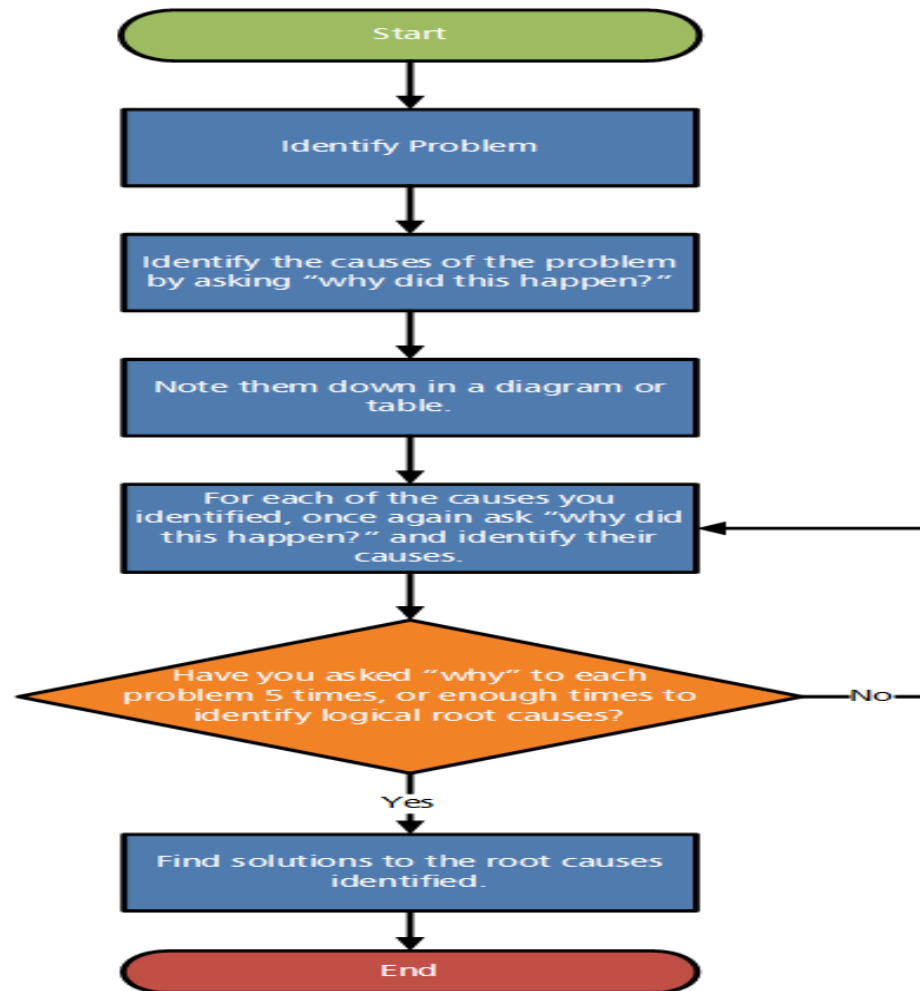 Start
Identify Problem
Identify the causes of the problem
by asking “why did this happen?”
Note them down in a diagram or
table.
For each of the causes you
identified, once again ask “why did
this happen?” and identify their
causes.
Have you asked “why” to each
problem 5 times, or enough times to
identify logical root causes?
No
Yes
Find solutions to the root causes
identified.
End